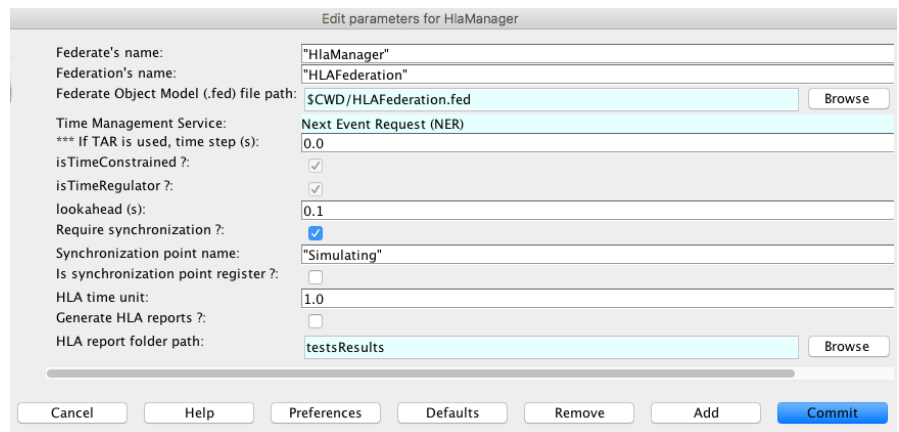 Edit parameters for HlaManager
Federate's name: "HlaManager"
Federation's name: "HLAFederation"
Federate Object Model (.fed) file path: $CWD/HLAFederation.fed Browse
Time Management Service: Next Event Request (NER)
*** If TAR is used, time step (s): 0.0
isTimeConstrained ?:
isTimeRegulator ?:
lookahead (s): 0.1
Require synchronization ?:
Synchronization point name: "Simulating"
Is synchronization point register ?:
HLA time unit: 1.0
Generate HLA reports ?:
HLA report folder path: testsResults Browse
Cancel Help Preferences Defaults Remove Add Commit